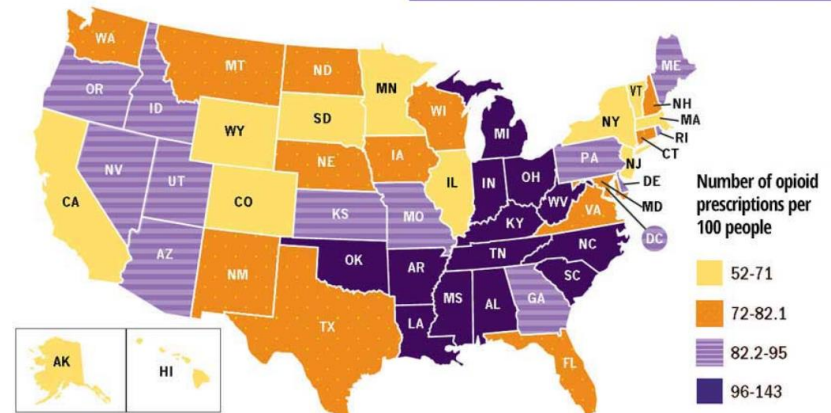 WA
MT
ND
MN
ME
OR
ID
WI
VT
NH
WY
SD
NY
MA
MI
RI
NE
IA
PA
CT
NV
NJ
UT
IL
IN
OH
DE
CA
CO
WV
MD
KS
MO
KY
VA
DC
AZ
OK
TN
NC
NM
AR
SC
MS
AL
GA
TX
LA
AK
HI
FL
Number of opioid
prescriptions per
100 people
52-71
72-82.1
82.2-95
96-143